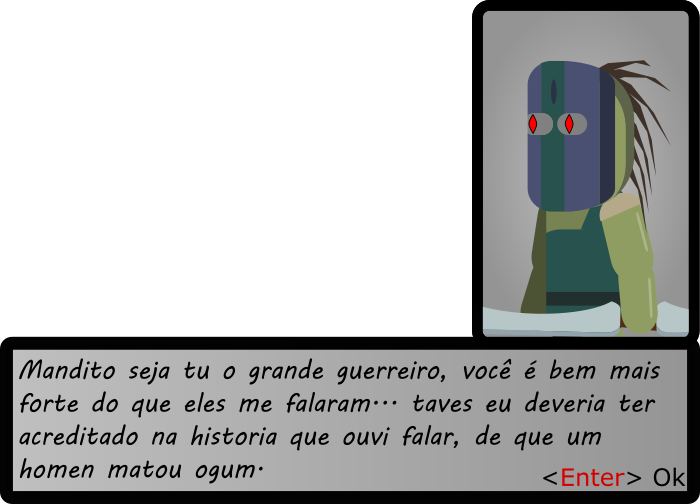 Mandito seja tu o grande guerreiro, você é bem mais
forte do que eles me falaram... taves eu deveria ter
acreditado na historia que ouvi falar, de que um
homen matou ogum.
<Enter> Ok